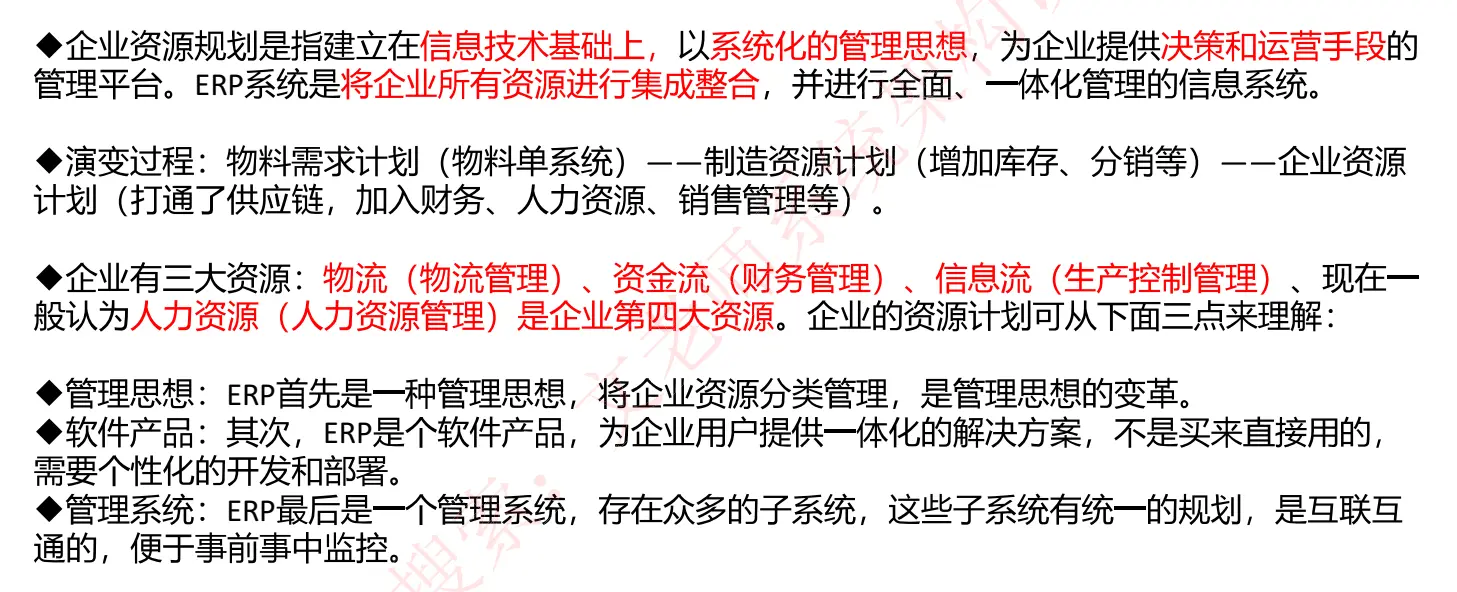 ◆企业资源规划是指建立在信息技术基础上，以系统化的管理思想，为企业提供决策和运营手段的
管理平台。ERP系统是将企业所有资源进行集成整合，并进行全面、一体化管理的信息系统。
◆演变过程：物料需求计划（物料单系统）——制造资源计划（增加库存、分销等）——企业资源
计划（打通了供应链，加入财务、人力资源、销售管理等）。
◆企业有三大资源：物流（物流管理）、资金流（财务管理）、信息流（生产控制管理）、现在一
般认为人力资源（人力资源管理）是企业第四大资源。企业的资源计划可从下面三点来理解：
◆管理思想：ERP首先是一种管理思想，将企业资源分类管理，是管理思想的变革。
◆软件产品：其次，ERP是个软件产品，为企业用户提供一体化的解决方案，不是买来直接用的，
需要个性化的开发和部署。
◆管理系统：ERP最后是一个管理系统，存在众多的子系统，这些子系统有统一的规划，是互联互
通的，便于事前事中监控。
搜索：文老师系统架构